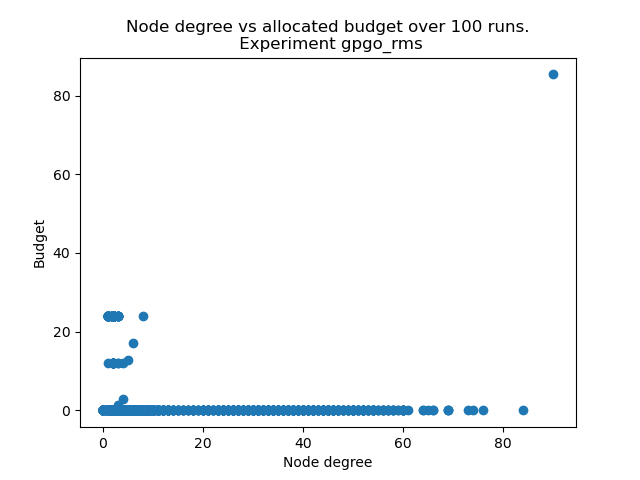 Node degree vs allocated budget over 100 runs.
Experiment gpgo_rms
80
60
40
20
0
Budget
0 20 40 60 80
Node degree